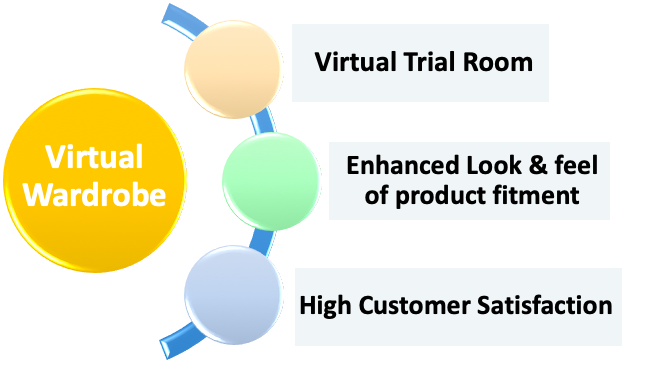 Virtual
Wardrobe
Virtual Trial Room
Enhanced Look & feel
of product fitment
High Customer Satisfaction